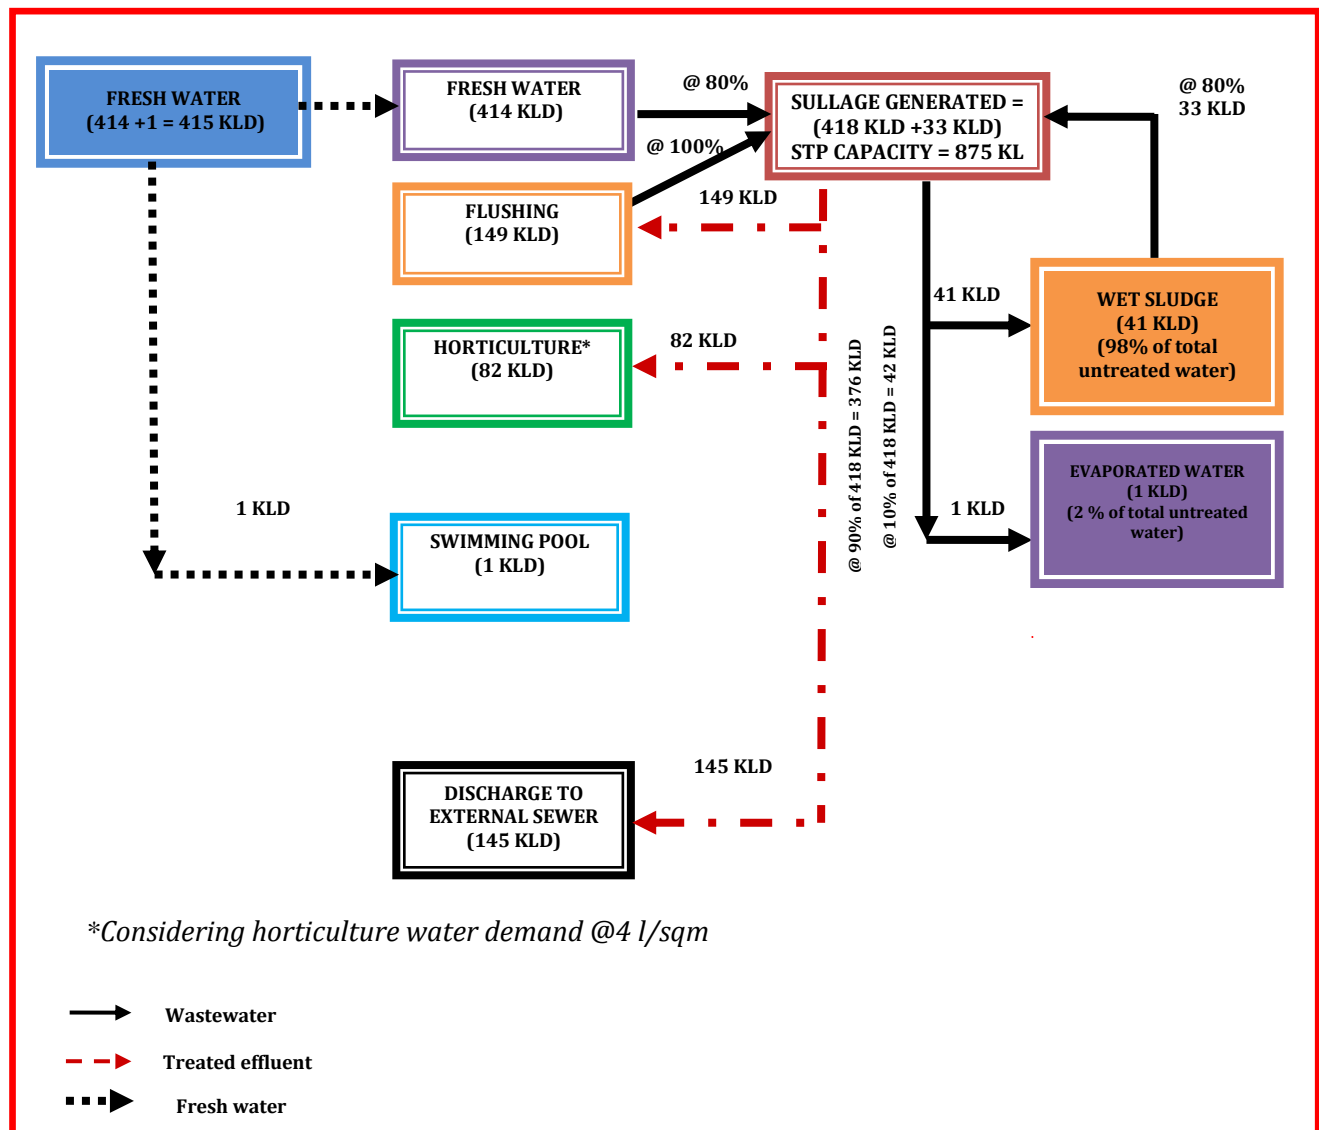 FRESH WATER
(414 +1 = 415 KLD)
FRESH WATER
(414 KLD)
@ 80%
@ 100%
SULLAGE GENERATED =
(418 KLD +33 KLD)
STP CAPACITY = 875 KL
@ 80%
33 KLD
FLUSHING
(149 KLD)
149 KLD
HORTICULTURE*
(82 KLD)
82 KLD
@ 90% of 418 KLD = 376 KLD
@ 10% of 418 KLD = 42 KLD
41 KLD
WET SLUDGE
(41 KLD)
(98% of total
untreated water)
EVAPORATED WATER
(1 KLD)
(2 % of total untreated
water)
1 KLD
1 KLD
SWIMMING POOL
(1 KLD)
DISCHARGE TO
EXTERNAL SEWER
(145 KLD)
145 KLD
*Considering horticulture water demand @4 l/sqm
Wastewater
Treated effluent
Fresh water